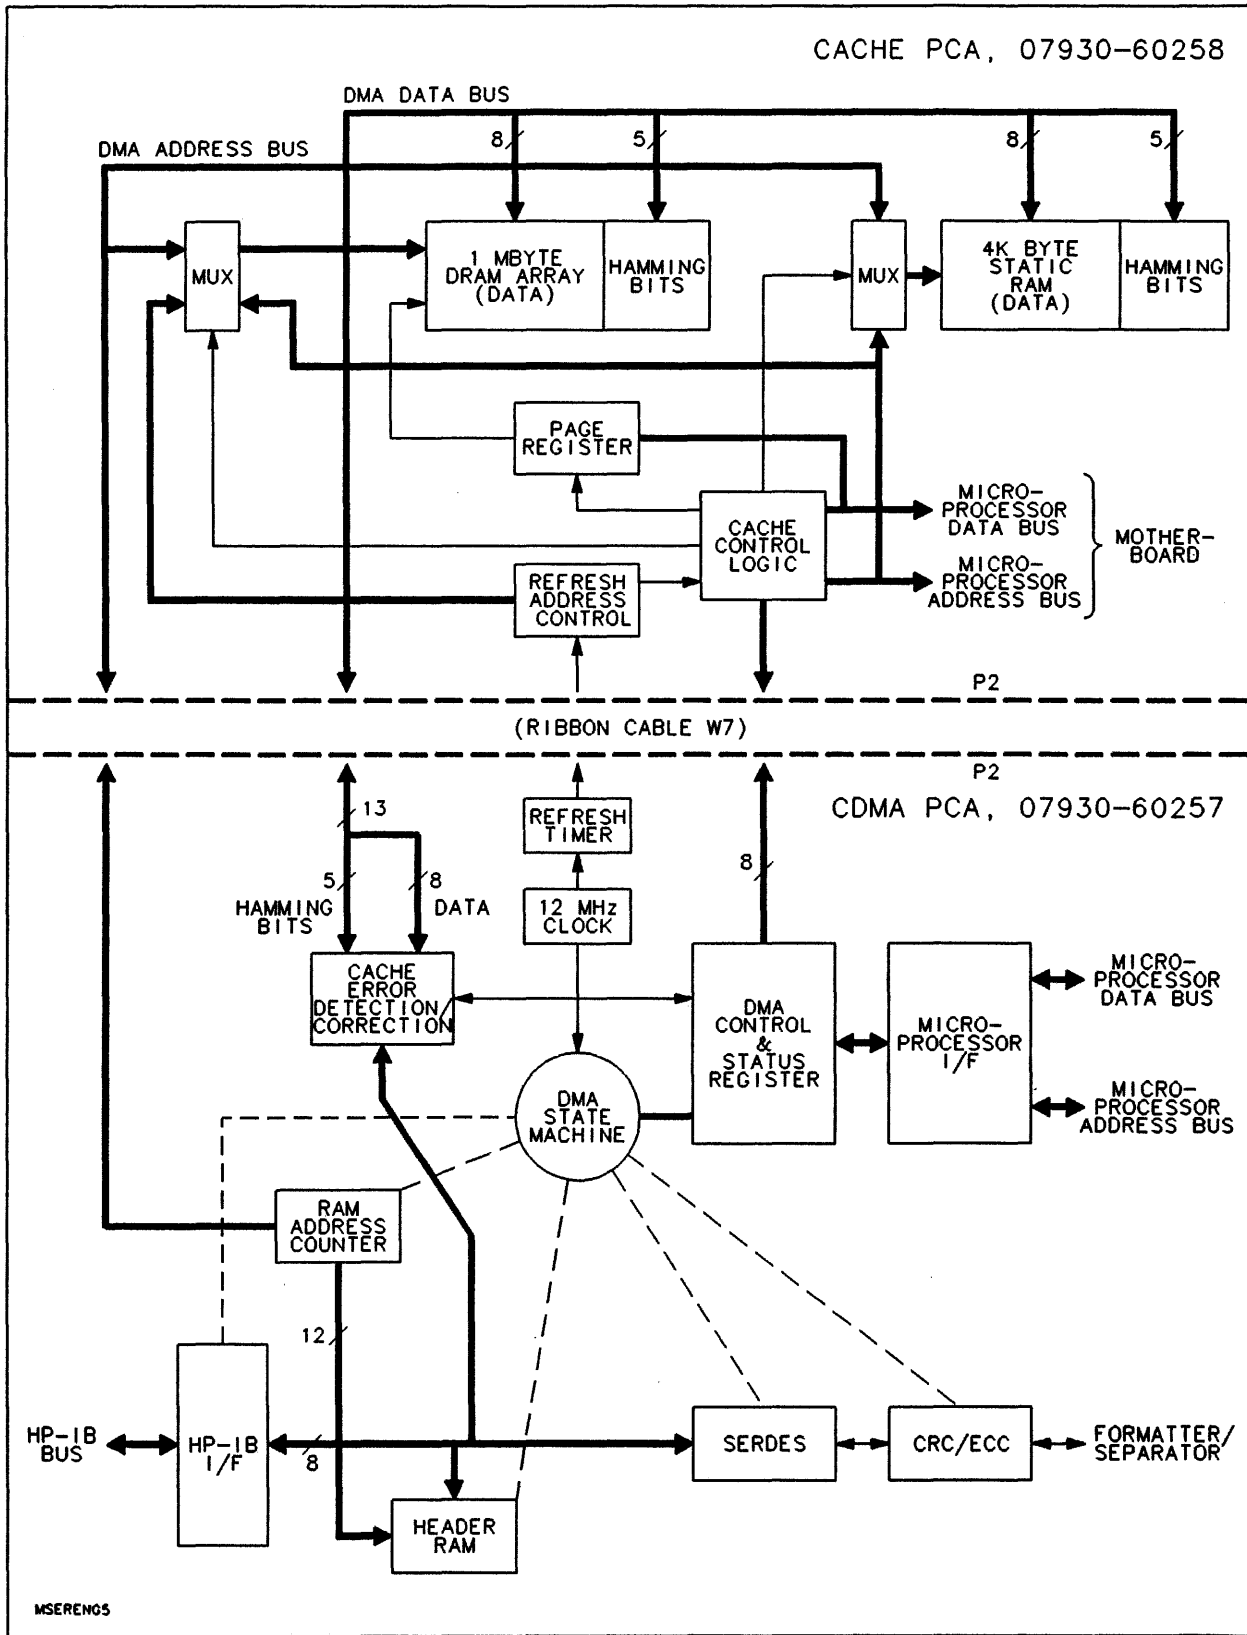 CACHE PCA, 07930-60258
DMA DATA BUS
8
5
8
5
DMA ADDRESS BUS
MUX
1 MBYTE
DRAM ARRAY
(DATA)
HAMMING
BITS
MUX
4K BYTE
STATIC
RAM
(DATA)
HAMMING
BITS
PAGE
REGISTER
CACHE
CONTROL
LOGIC
MICRO-
PROCESSOR
DATA BUS
MICRO-
PROCESSOR
ADDRESS BUS
MOTHER-
BOARD
REFRESH
ADDRESS
CONTROL
P2
(RIBBON CABLE W7)
P2
CDMA PCA, 07930-60257
13
REFRESH
TIMER
5
8
8
HAMMING
BITS
DATA
12 MHz
CLOCK
CACHE
ERROR
DETECTION/
CORRECTION
DMA
CONTROL
&
STATUS
REGISTER
MICRO-
PROCESSOR
I/F
MICRO-
PROCESSOR
DATA BUS
MICRO-
PROCESSOR
ADDRESS BUS
DMA
STATE
MACHINE
RAM
ADDRESS
COUNTER
12
HP-IB
BUS
HP-IB
I/F
8
SERDES
CRC/ECC
FORMATTER/
SEPARATOR
HEADER
RAM
MSERENG5